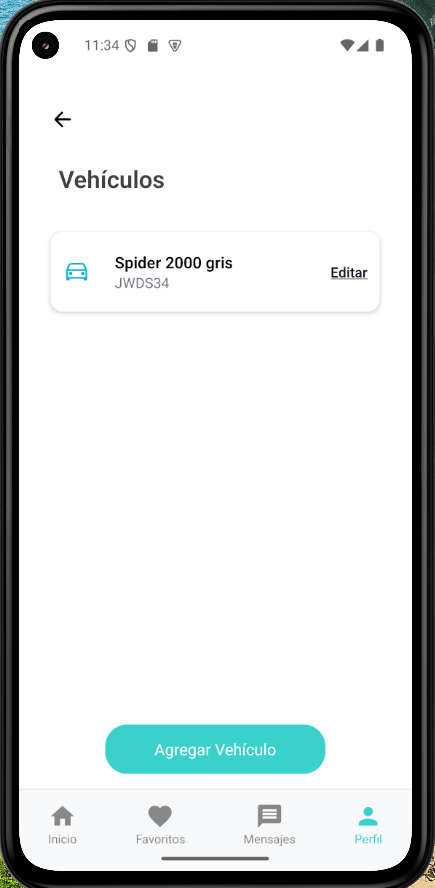 11:34
Vehículos
Spider 2000 gris
JWDS34
Editar
Agregar Vehículo
Inicio
Favoritos
Mensajes
Perfil